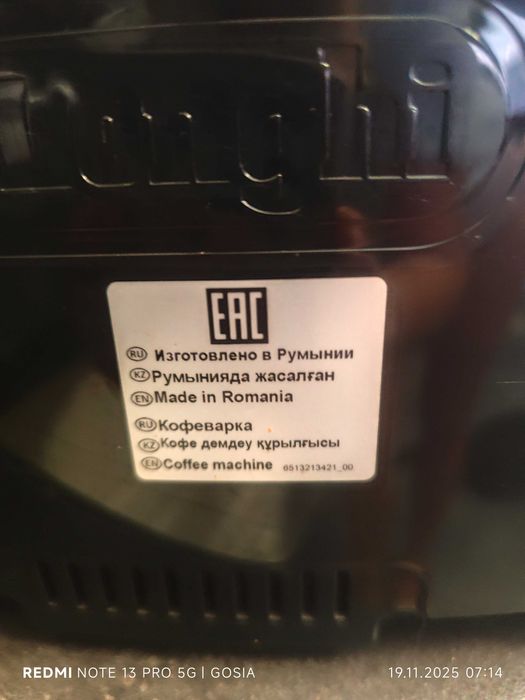 EAC
RU Изготовлено в Румынии
KZ Румынияда жасалған
EN Made in Romania
RU Кофеварка
KZ Кофе демдеу құрылғысы
EN Coffee machine 6513213421_00
REDMI NOTE 13 PRO 5G | GOSIA 19.11.2025 07:14